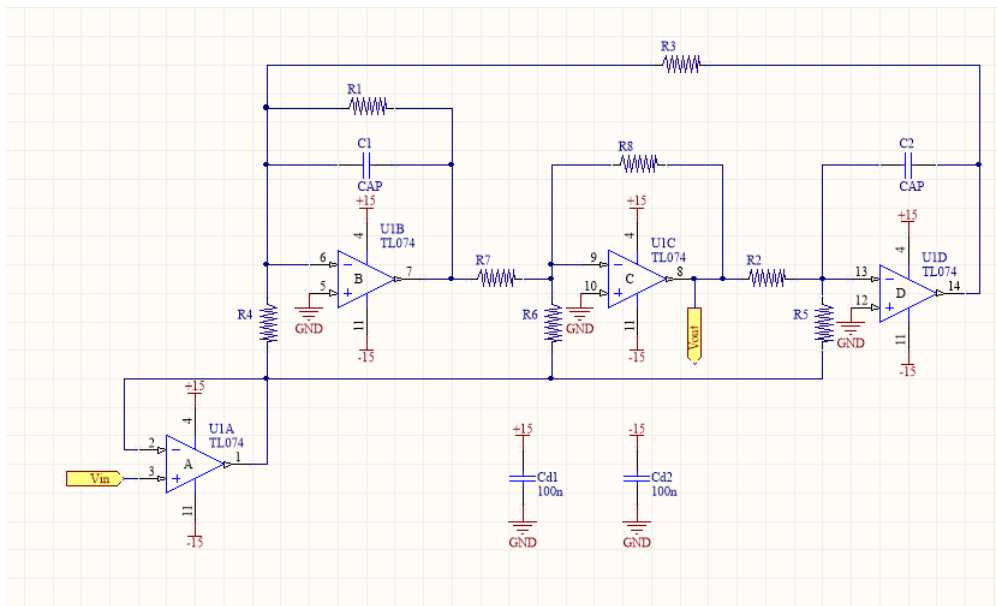 R3
R1
C1
CAP
R8
C2
CAP
+15
4
U1B
TL074
6
5
B
7
11
-15
GND
R4
R7
+15
4
U1C
TL074
9
10
C
8
11
-15
GND
R6
Vout
R2
+15
4
U1D
TL074
13
12
D
14
11
-15
GND
R5
+15
4
U1A
TL074
2
3
A
1
11
-15
Vin
+15
Cd1
100n
GND
-15
Cd2
100n
GND